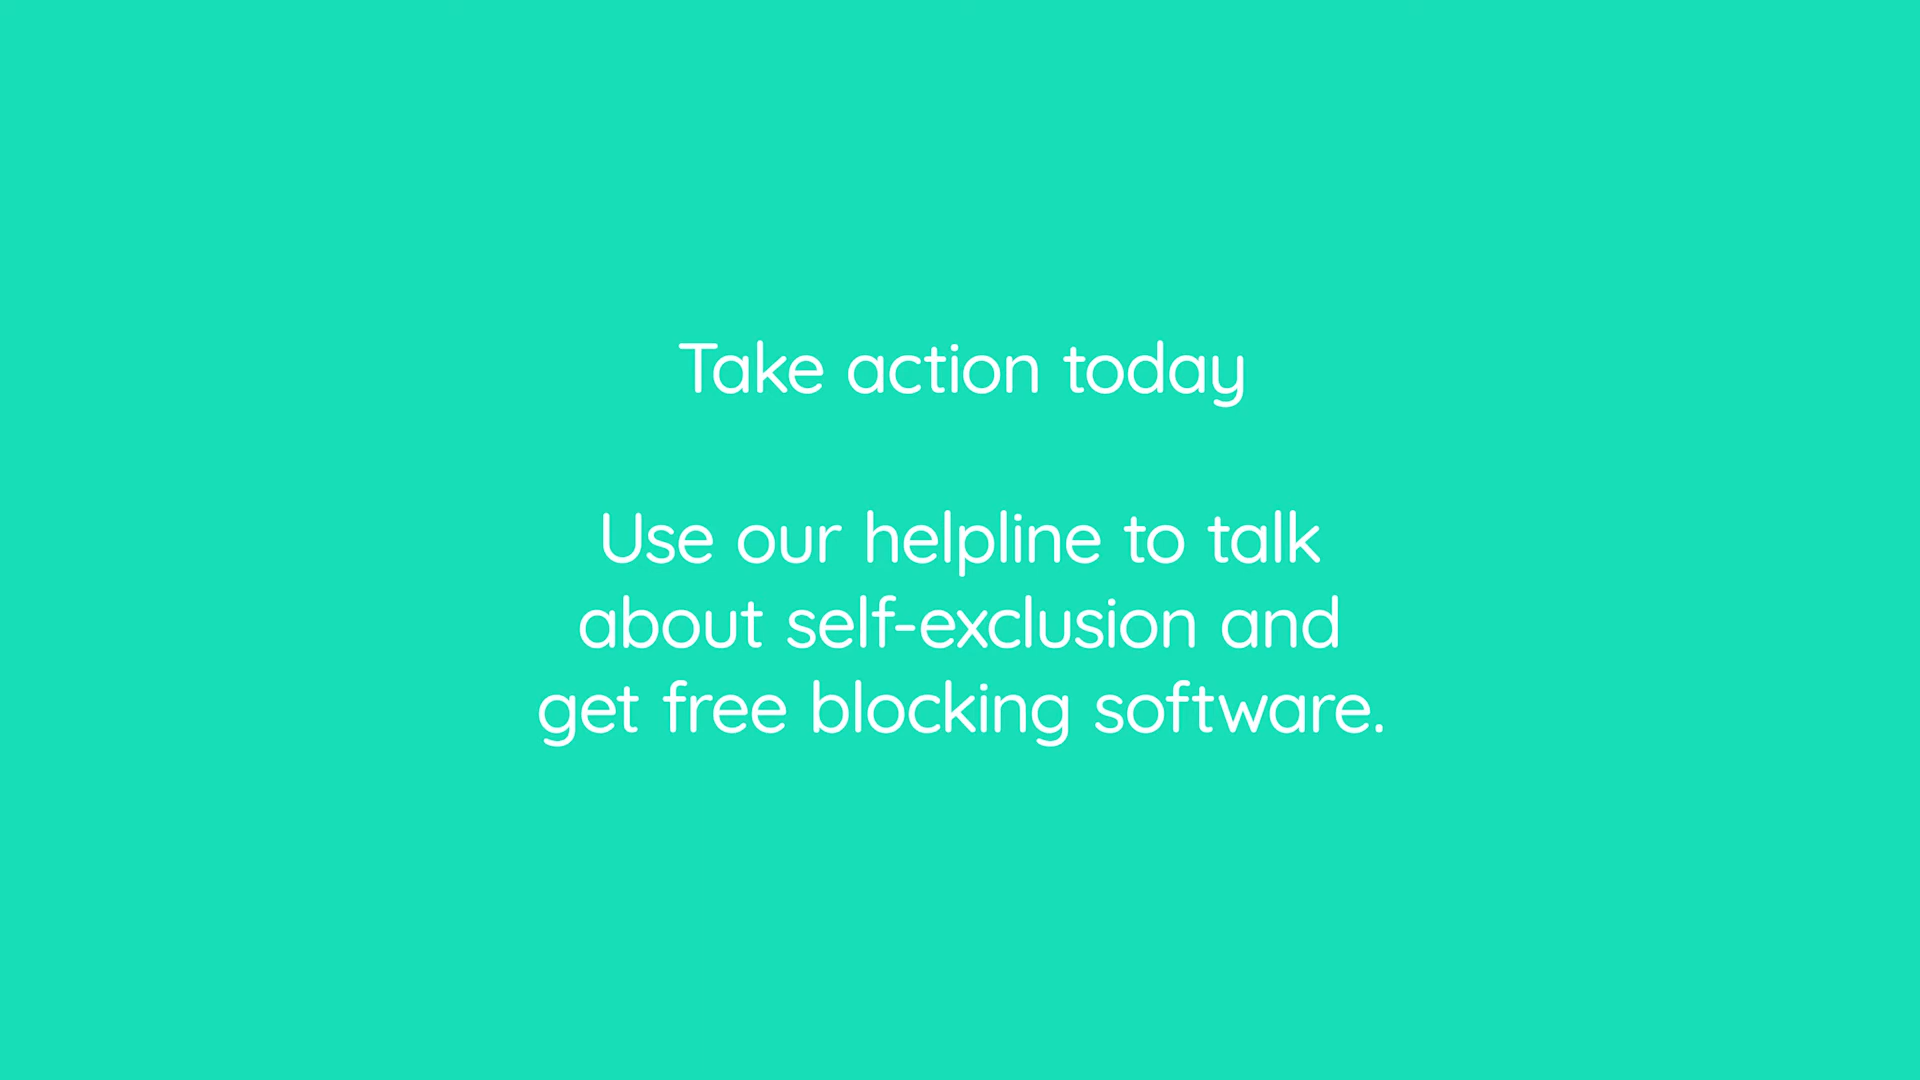 Take action today
Use our helpline to talk
about self-exclusion and
get free blocking software.